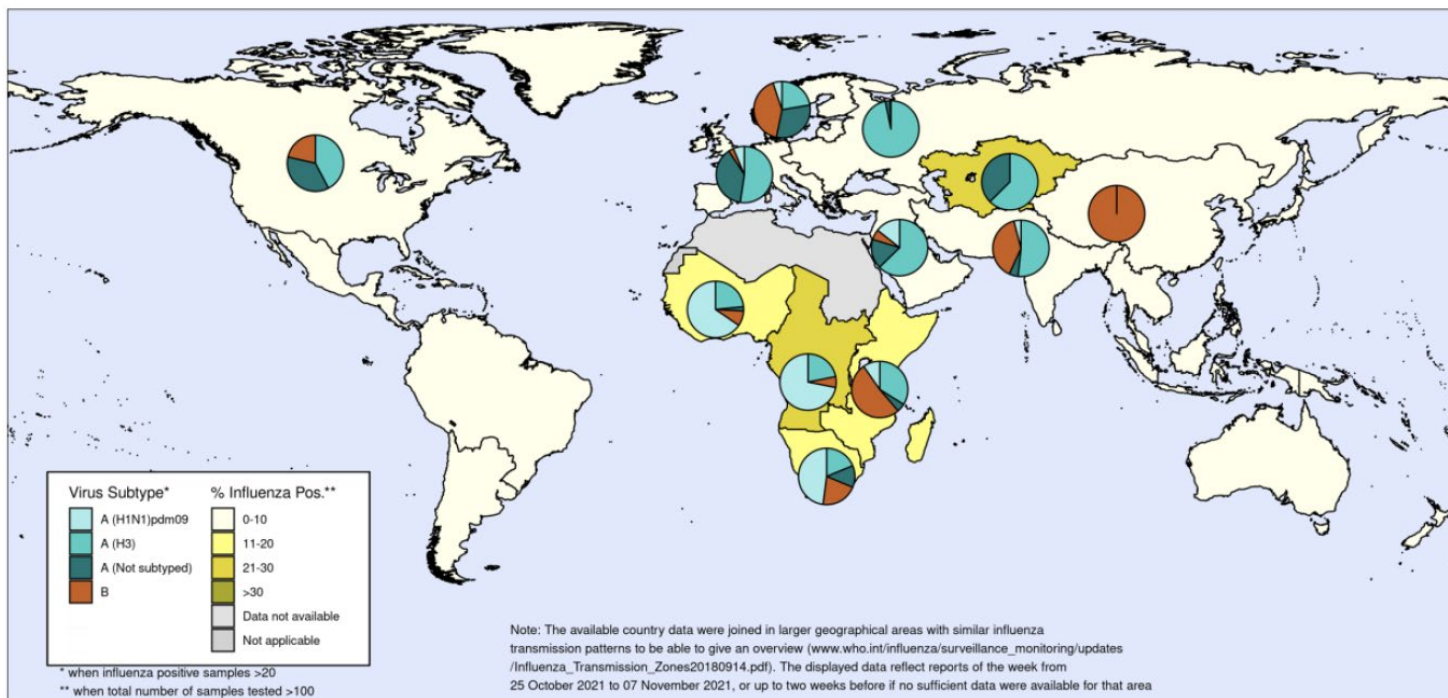 Virus Subtype*
A (H1N1)pdm09
A (H3)
A (Not subtyped)
B
% Influenza Pos.**
0-10
11-20
21-30
>30
Data not available
Not applicable
* when influenza positive samples >20
** when total number of samples tested >100
Note: The available country data were joined in larger geographical areas with similar influenza
transmission patterns to be able to give an overview (www.who.int/influenza/surveillance_monitoring/updates
/Influenza_Transmission_Zones20180914.pdf). The displayed data reflect reports of the week from
25 October 2021 to 07 November 2021, or up to two weeks before if no sufficient data were available for that area